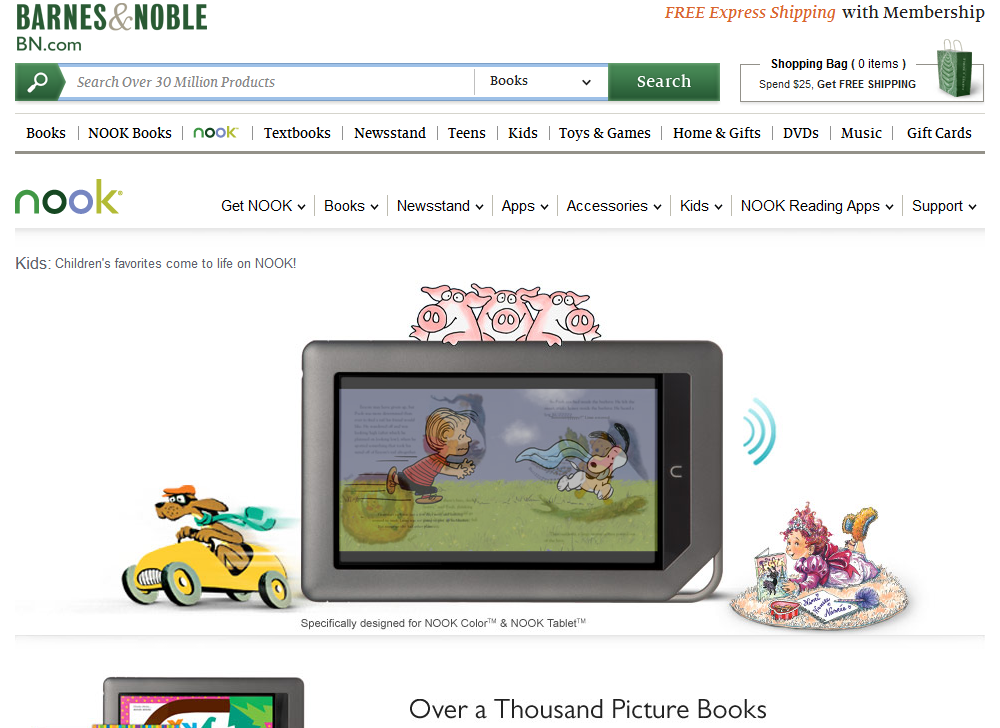 BARNES&NOBLE
FREE Express Shipping with Membership
BN.com
Search Over 30 Million Products
Books
Search
Shopping Bag ( 0 items )
Spend $25, Get FREE SHIPPING
Books
NOOK Books
nook
Textbooks
Newsstand
Teens
Kids
Toys & Games
Home & Gifts
DVDs
Music
Gift Cards
nook
Get NOOK
Books
Newsstand
Apps
Accessories
Kids
NOOK Reading Apps
Support
Kids: Children's favorites come to life on NOOK!
Specifically designed for NOOK Color™ & NOOK Tablet™
Over a Thousand Picture Books